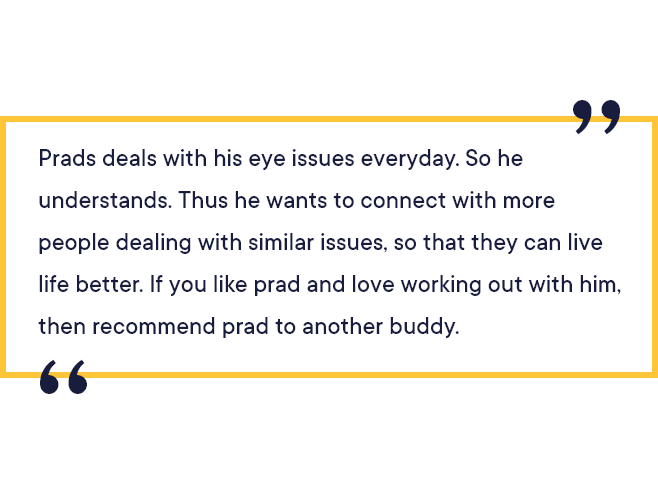 ”
Prads deals with his eye issues everyday. So he
understands. Thus he wants to connect with more
people dealing with similar issues, so that they can live
life better. If you like prad and love working out with him,
then recommend prad to another buddy.
“